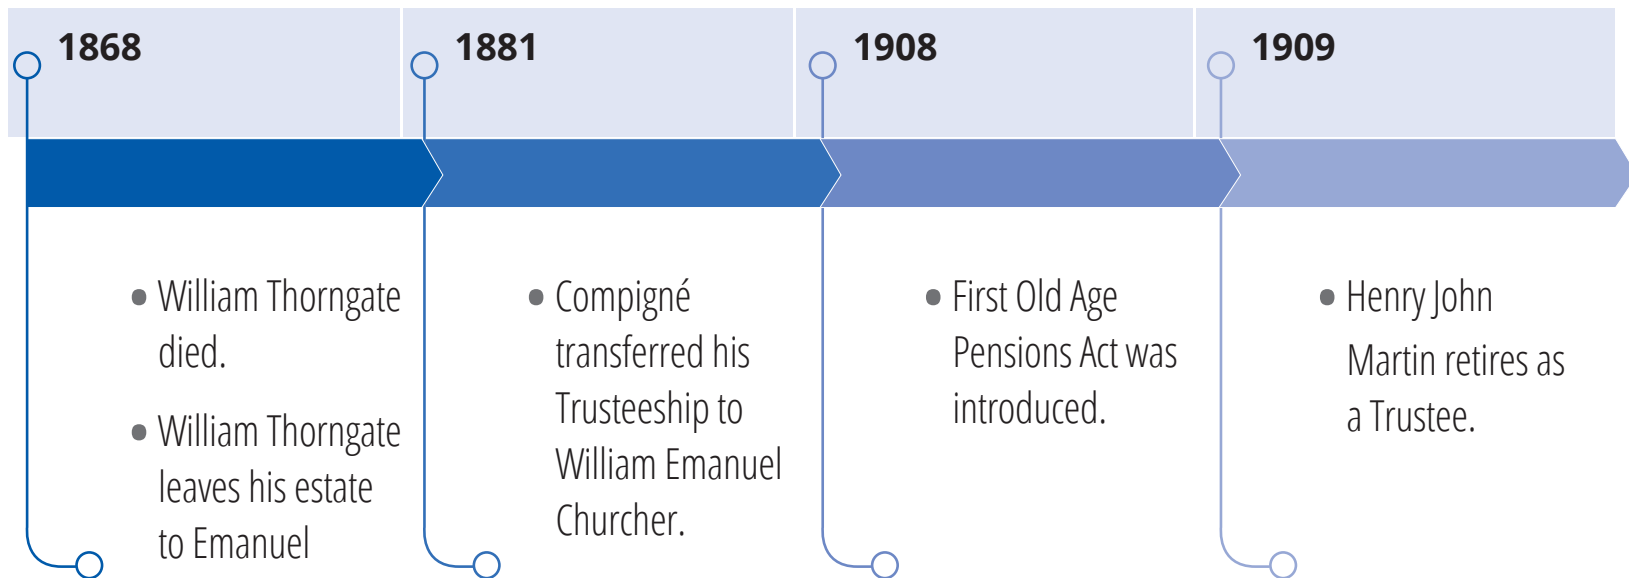 1868
William Thorngate
died.
William Thorngate
leaves his estate
to Emanuel
1881
Compigné
transferred his
Trusteeship to
William Emanuel
Churcher.
1908
First Old Age
Pensions Act was
introduced.
1909
Henry John
Martin retires as
a Trustee.